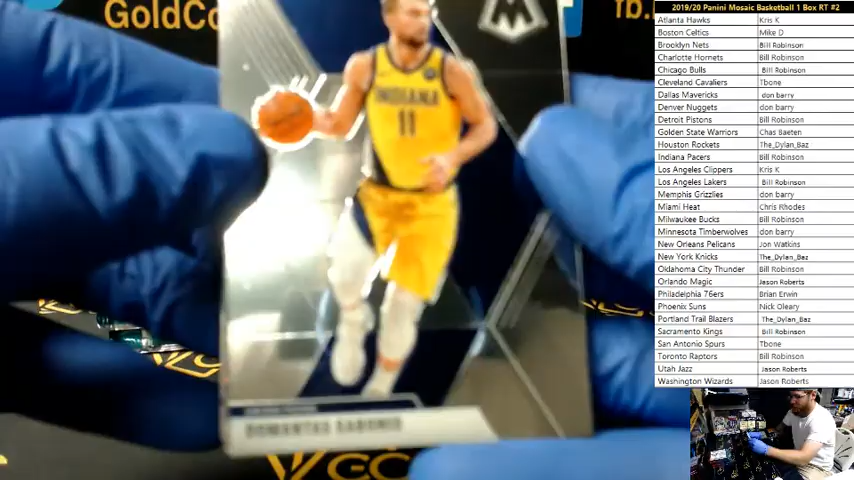 GoldCo
fb.
INDIANA
11
DOMANTAS SABONIS
GC
2019/20 Panini Mosaic Basketball 1 Box RT #2
Atlanta Hawks Kris K
Boston Celtics Mike D
Brooklyn Nets Bill Robinson
Charlotte Hornets Bill Robinson
Chicago Bulls Bill Robinson
Cleveland Cavaliers Tbone
Dallas Mavericks don barry
Denver Nuggets don barry
Detroit Pistons Bill Robinson
Golden State Warriors Chas Baeten
Houston Rockets The_Dylan_Baz
Indiana Pacers Bill Robinson
Los Angeles Clippers Kris K
Los Angeles Lakers Bill Robinson
Memphis Grizzlies don barry
Miami Heat Chris Rhodes
Milwaukee Bucks Bill Robinson
Minnesota Timberwolves don barry
New Orleans Pelicans Jon Watkins
New York Knicks The_Dylan_Baz
Oklahoma City Thunder Bill Robinson
Orlando Magic Jason Roberts
Philadelphia 76ers Brian Erwin
Phoenix Suns Nick Oleary
Portland Trail Blazers The_Dylan_Baz
Sacramento Kings Bill Robinson
San Antonio Spurs Tbone
Toronto Raptors Bill Robinson
Utah Jazz Jason Roberts
Washington Wizards Jason Roberts